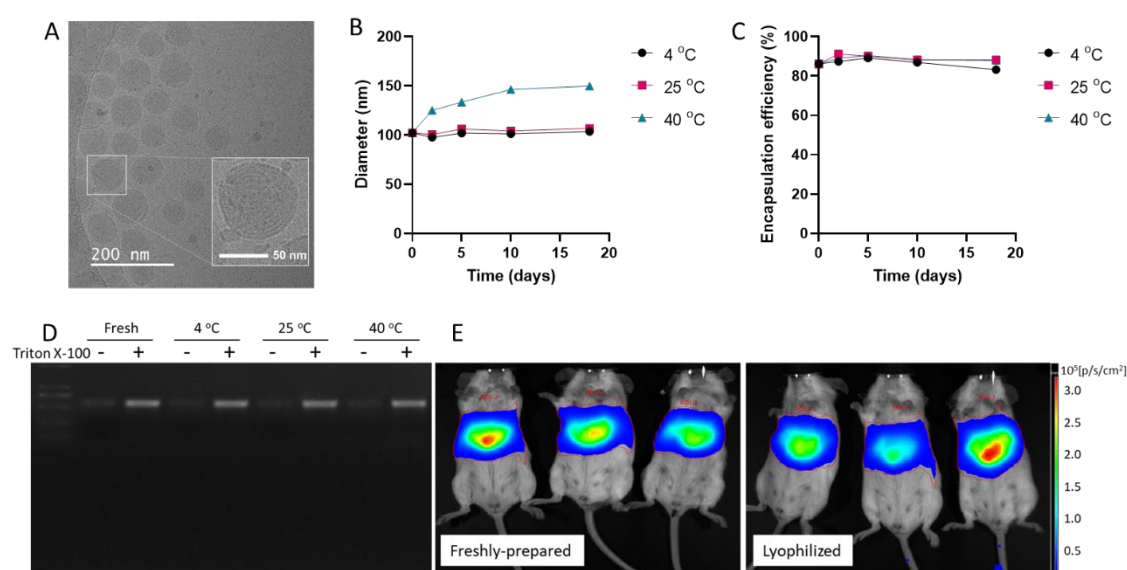 A
200 nm
50 nm
B
Diameter (nm)
200
150
100
50
0
0 5 10 15 20
Time (days)
4 °C
25 °C
40 °C
C
Encapsulation efficiency (%)
100
80
60
40
20
0
0 5 10 15 20
Time (days)
4 °C
25 °C
40 °C
D
Fresh 4 °C 25 °C 40 °C
Triton X-100 - + - + - + - +
E
Freshly-prepared
Lyophilized
10⁵[p/s/cm²]
3.0
2.0
1.5
1.0
0.5